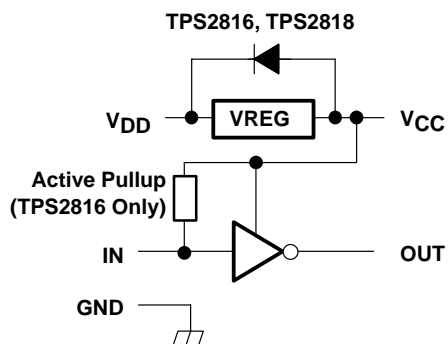 TPS2816, TPS2818
VDD
VREG
VCC
Active Pullup
(TPS2816 Only)
IN
OUT
GND